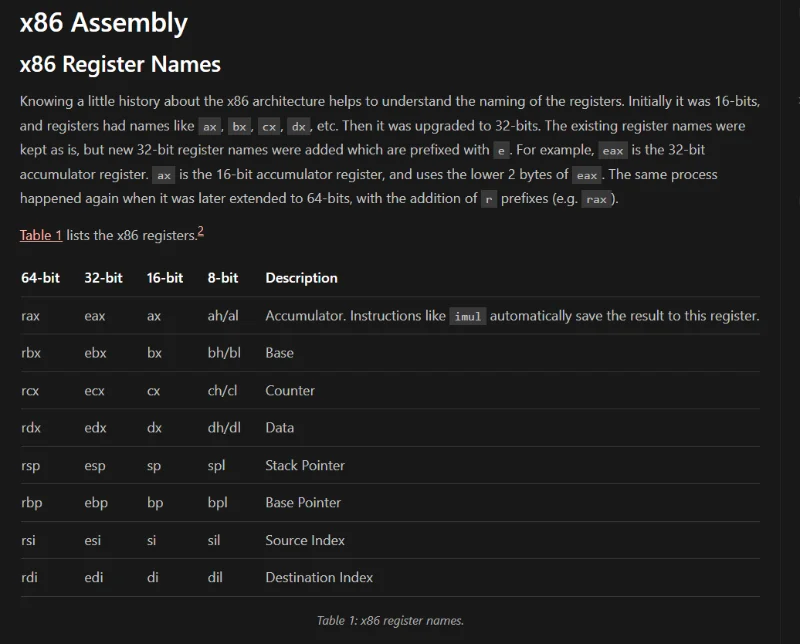 x86 Assembly
x86 Register Names
Knowing a little history about the x86 architecture helps to understand the naming of the registers. Initially it was 16-bits,
and registers had names like ax, bx, cx, dx, etc. Then it was upgraded to 32-bits. The existing register names were
kept as is, but new 32-bit register names were added which are prefixed with e. For example, eax is the 32-bit
accumulator register. ax is the 16-bit accumulator register, and uses the lower 2 bytes of eax. The same process
happened again when it was later extended to 64-bits, with the addition of r prefixes (e.g. rax).
Table 1 lists the x86 registers.2
64-bit 32-bit 16-bit 8-bit Description
rax eax ax ah/al Accumulator. Instructions like imul automatically save the result to this register.
rbx ebx bx bh/bl Base
rcx ecx cx ch/cl Counter
rdx edx dx dh/dl Data
rsp esp sp spl Stack Pointer
rbp ebp bp bpl Base Pointer
rsi esi si sil Source Index
rdi edi di dil Destination Index
Table 1: x86 register names.